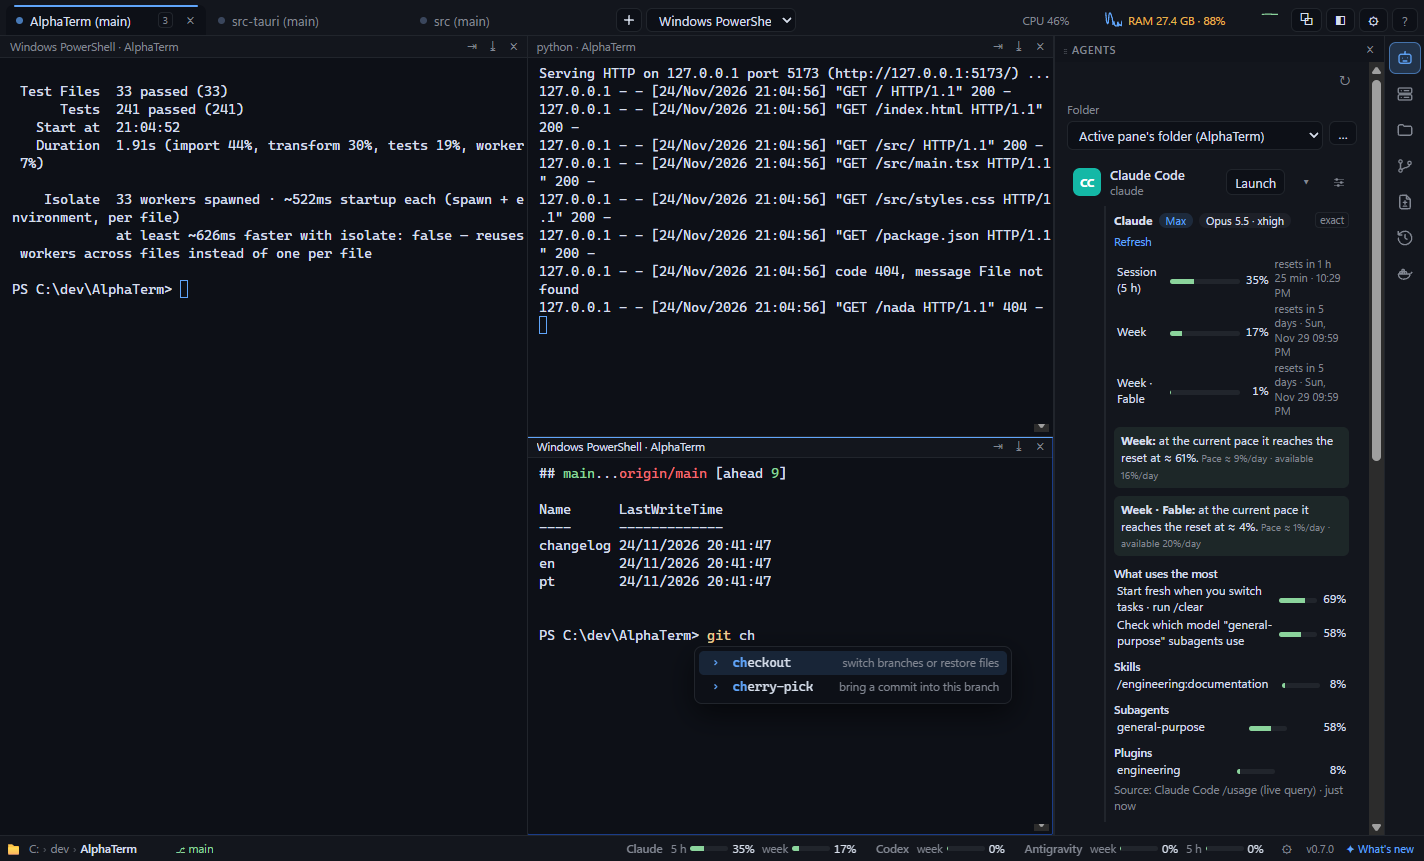 AlphaTerm (main) 3 × src-tauri (main) src (main) + Windows PowerShe CPU 46% RAM 27.4 GB · 88% ?
Windows PowerShell · AlphaTerm
Test Files 33 passed (33)
Tests 241 passed (241)
Start at 21:04:52
Duration 1.91s (import 44%, transform 30%, tests 19%, worker
7%)
Isolate 33 workers spawned · ~522ms startup each (spawn + e
nvironment, per file)
at least ~626ms faster with isolate: false — reuses
workers across files instead of one per file
PS C:\dev\AlphaTerm>
python · AlphaTerm
Serving HTTP on 127.0.0.1 port 5173 (http://127.0.0.1:5173/) ...
127.0.0.1 - - [24/Nov/2026 21:04:56] "GET / HTTP/1.1" 200 -
127.0.0.1 - - [24/Nov/2026 21:04:56] "GET /index.html HTTP/1.1"
200 -
127.0.0.1 - - [24/Nov/2026 21:04:56] "GET /src/ HTTP/1.1" 200 -
127.0.0.1 - - [24/Nov/2026 21:04:56] "GET /src/main.tsx HTTP/1.1
" 200 -
127.0.0.1 - - [24/Nov/2026 21:04:56] "GET /src/styles.css HTTP/1
.1" 200 -
127.0.0.1 - - [24/Nov/2026 21:04:56] "GET /package.json HTTP/1.1
" 200 -
127.0.0.1 - - [24/Nov/2026 21:04:56] code 404, message File not
found
127.0.0.1 - - [24/Nov/2026 21:04:56] "GET /nada HTTP/1.1" 404 -
Windows PowerShell · AlphaTerm
## main...origin/main [ahead 9]
Name LastWriteTime
---- -------------
changelog 24/11/2026 20:41:47
en 24/11/2026 20:41:47
pt 24/11/2026 20:41:47
PS C:\dev\AlphaTerm> git ch
› checkout switch branches or restore files
› cherry-pick bring a commit into this branch
AGENTS
Folder
Active pane's folder (AlphaTerm) ...
CC Claude Code
claude
Launch
Claude Max Opus 5.5 · xhigh exact
Refresh
Session
(5 h)
35%
resets in 1 h
25 min · 10:29
PM
Week
17%
resets in 5
days · Sun,
Nov 29 09:59
PM
Week ·
Fable
1%
resets in 5
days · Sun,
Nov 29 09:59
PM
Week: at the current pace it reaches the
reset at ≈ 61%. Pace ≈ 9%/day · available
16%/day
Week · Fable: at the current pace it
reaches the reset at ≈ 4%. Pace ≈ 1%/day ·
available 20%/day
What uses the most
Start fresh when you switch
tasks · run /clear
69%
Check which model "general-
purpose" subagents use
58%
Skills
/engineering:documentation 8%
Subagents
general-purpose 58%
Plugins
engineering 8%
Source: Claude Code /usage (live query) · just
now
C: › dev › AlphaTerm main Claude 5 h 35% week 17% Codex week 0% Antigravity week 0% 5 h 0% v0.7.0 ✦ What's new